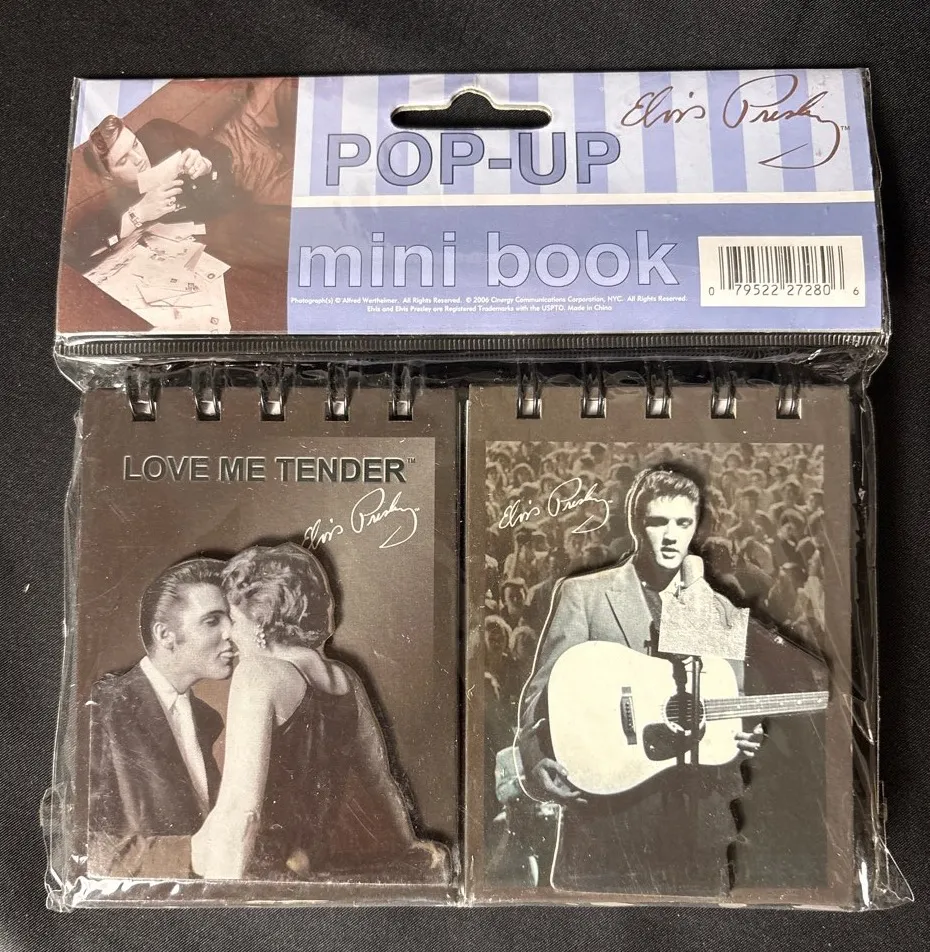 Elvis Presley™
POP-UP
mini book
0 79522 27280 6
Photograph(s) © Alfred Wertheimer. All Rights Reserved. © 2006 Cinergy Communications Corporation, NYC. All Rights Reserved.
Elvis and Elvis Presley are Registered Trademarks with the USPTO. Made in China
LOVE ME TENDER™
Elvis Presley
Elvis Presley